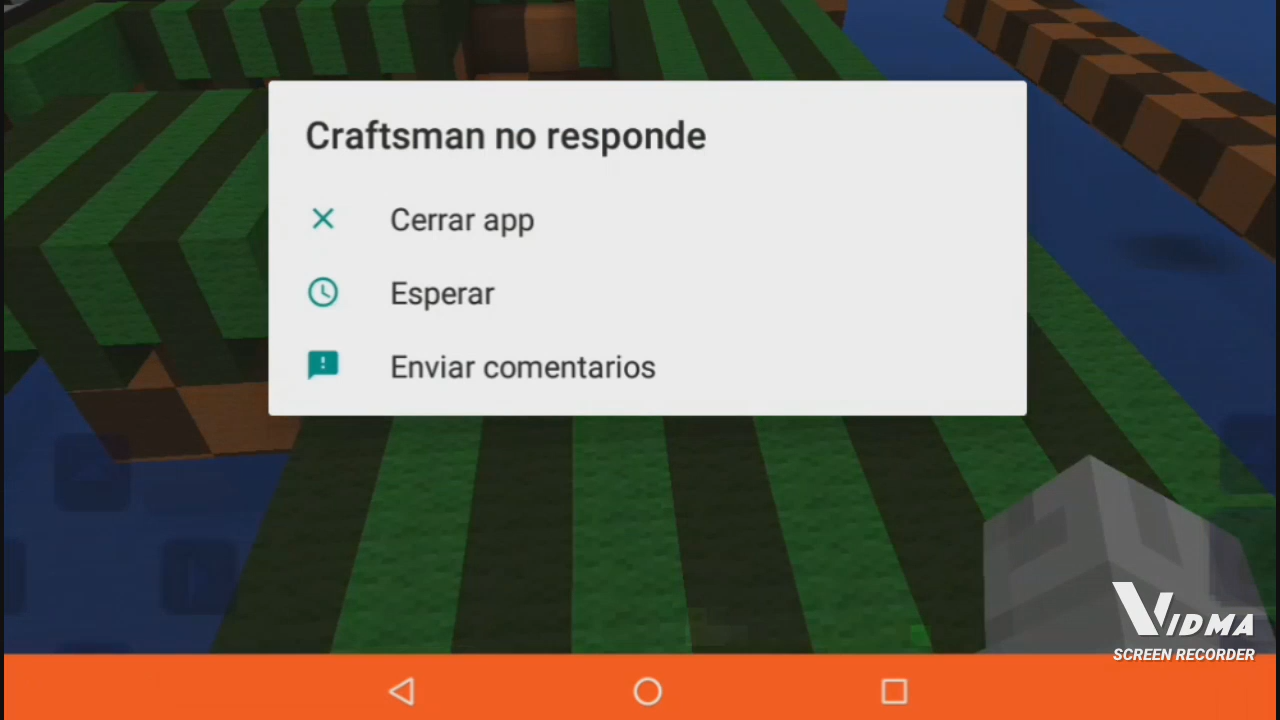 Craftsman no responde
Cerrar app
Esperar
Enviar comentarios
VIDMA
SCREEN RECORDER